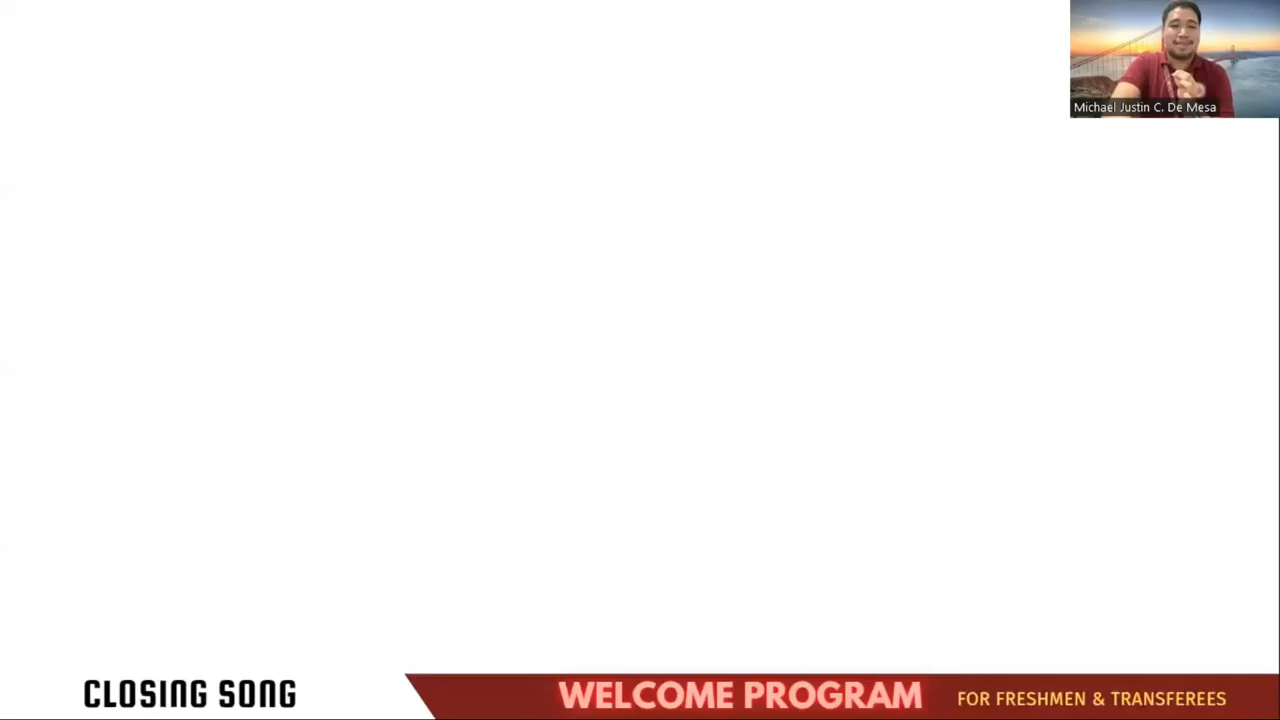 Michael Justin C. De Mesa
CLOSING SONG
WELCOME PROGRAM
FOR FRESHMEN & TRANSFEREES